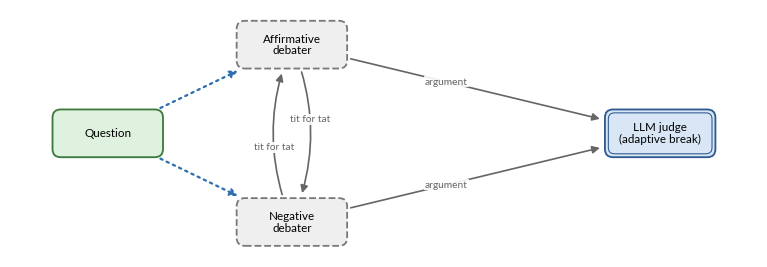 Affirmative
debater
argument
tit for tat
Question
LLM judge
(adaptive break)
tit for tat
argument
Negative
debater